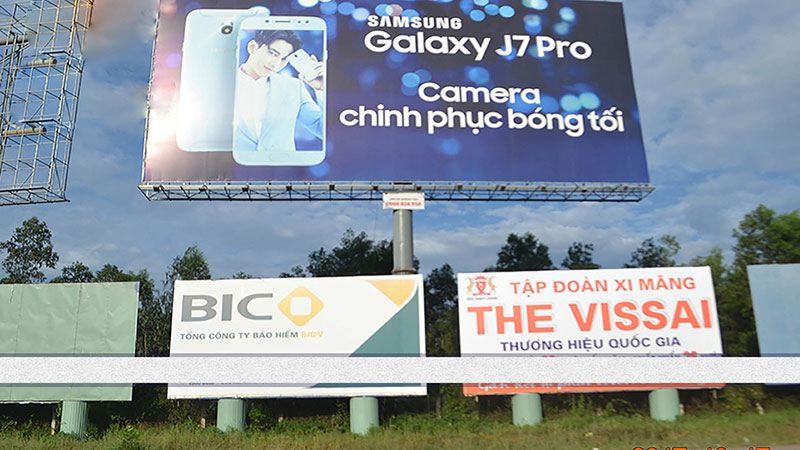 SAMSUNG
Galaxy J7 Pro
Camera
chinh phục bóng tối
BIC
TỔNG CÔNG TY BẢO HIỂM BIDV
TẬP ĐOÀN XI MĂNG
THE VISSAI
THƯƠNG HIỆU QUỐC GIA